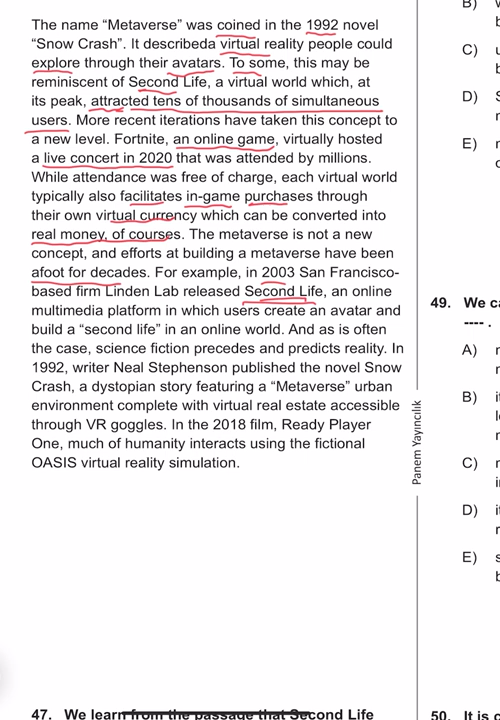 The name “Metaverse” was coined in the 1992 novel
“Snow Crash”. It describeda virtual reality people could
explore through their avatars. To some, this may be
reminiscent of Second Life, a virtual world which, at
its peak, attracted tens of thousands of simultaneous
users. More recent iterations have taken this concept to
a new level. Fortnite, an online game, virtually hosted
a live concert in 2020 that was attended by millions.
While attendance was free of charge, each virtual world
typically also facilitates in-game purchases through
their own virtual currency which can be converted into
real money, of courses. The metaverse is not a new
concept, and efforts at building a metaverse have been
afoot for decades. For example, in 2003 San Francisco-
based firm Linden Lab released Second Life, an online
multimedia platform in which users create an avatar and
build a “second life” in an online world. And as is often
the case, science fiction precedes and predicts reality. In
1992, writer Neal Stephenson published the novel Snow
Crash, a dystopian story featuring a “Metaverse” urban
environment complete with virtual real estate accessible
through VR goggles. In the 2018 film, Ready Player
One, much of humanity interacts using the fictional
OASIS virtual reality simulation.
47. We learn from the passage that Second Life
Panem Yayıncılık
B)
C)
D)
E)
49. We
---- .
A)
B)
C)
D)
E)
50. It is